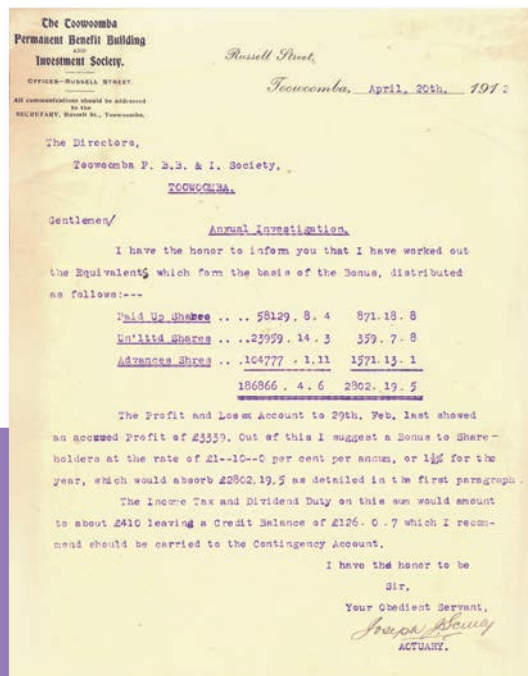 The Toowoomba
Permanent Benefit Building
AND
Investment Society.
OFFICES—RUSSELL STREET.
All communications should be addressed
to the
SECRETARY, Russell St., Toowoomba.
Russell Street,
Toowoomba, April. 20th. 1912
The Directors,
Toowoomba P. B.B. & I. Society,
TOOWOOMBA.
Gentlemen/
Annual Investigation.
I have the honor to inform you that I have worked out
the Equivalents which form the basis of the Bonus, distributed
as follows:---
Paid Up Shares .. .. 58129. 8. 4 871.18. 8
Un'lttd Shares .. ..23959. 14. 3 359. 7. 8
Advances Shres .. .104777 . 1.11 1571.13. 1
186866 . 4. 6 2802. 19. 5
The Profit and Loss Account to 29th. Feb. last showed
an accrued Profit of £3339. Out of this I suggest a Bonus to Share-
holders at the rate of £1--10--0 per cent per annum, or 1½% for the
year, which would absorb £2802.19.5 as detailed in the first paragraph.
The Income Tax and Dividend Duty on this sum would amount
to about £410 leaving a Credit Balance of £126. 0. 7 which I recom-
mend should be carried to the Contingency Account.
I have the honor to be
Sir,
Your Obedient Servant,
Joseph J.
ACTUARY.